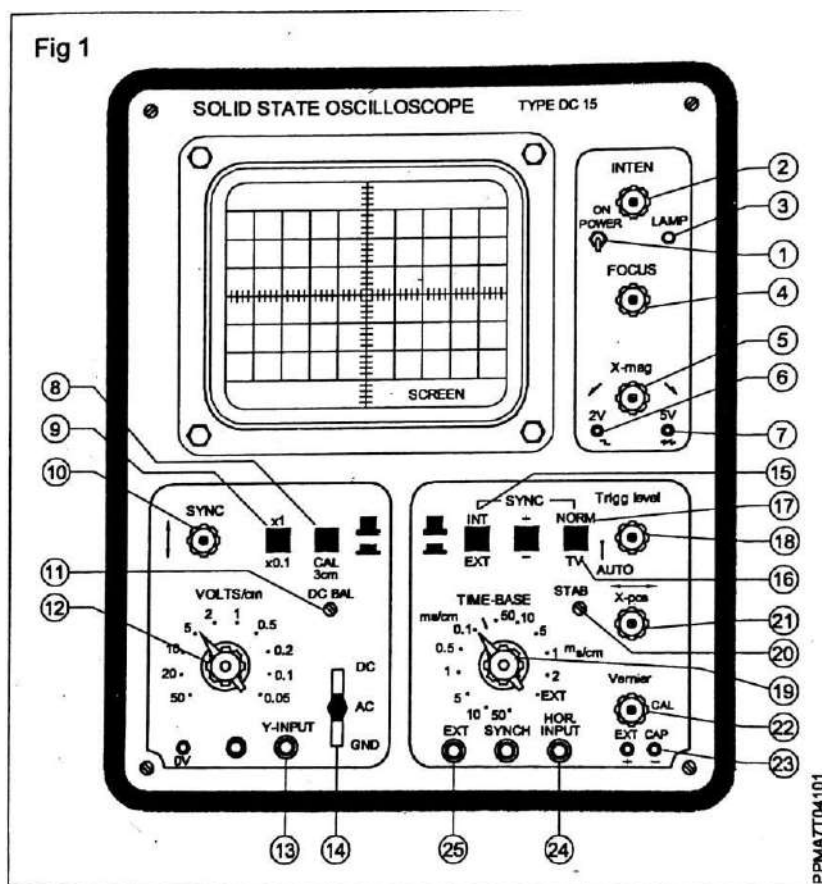 Fig 1
SOLID STATE OSCILLOSCOPE TYPE DC 15
INTEN
ON
POWER
LAMP
FOCUS
X-mag
2V
5V
SCREEN
2
3
1
4
5
6
7
8
9
10
11
12
SYNC
x1
x0.1
CAL
3cm
DC BAL
VOLTS/cm
5
2
1
0.5
0.2
0.1
0.05
10
20
50
DC
AC
GND
0V
Y-INPUT
SYNC
INT
EXT
+
-
NORM
TV
AUTO
Trigg level
X-pos
STAB
TIME-BASE
ms/cm
0.1
50
10
5
1
ms/cm
2
EXT
0.5
1
5
10
50
Vernier
CAL
EXT
CAP
+
-
EXT
SYNCH
HOR.
INPUT
15
17
18
16
21
20
19
22
23
13
14
25
24
PPMA7T04101